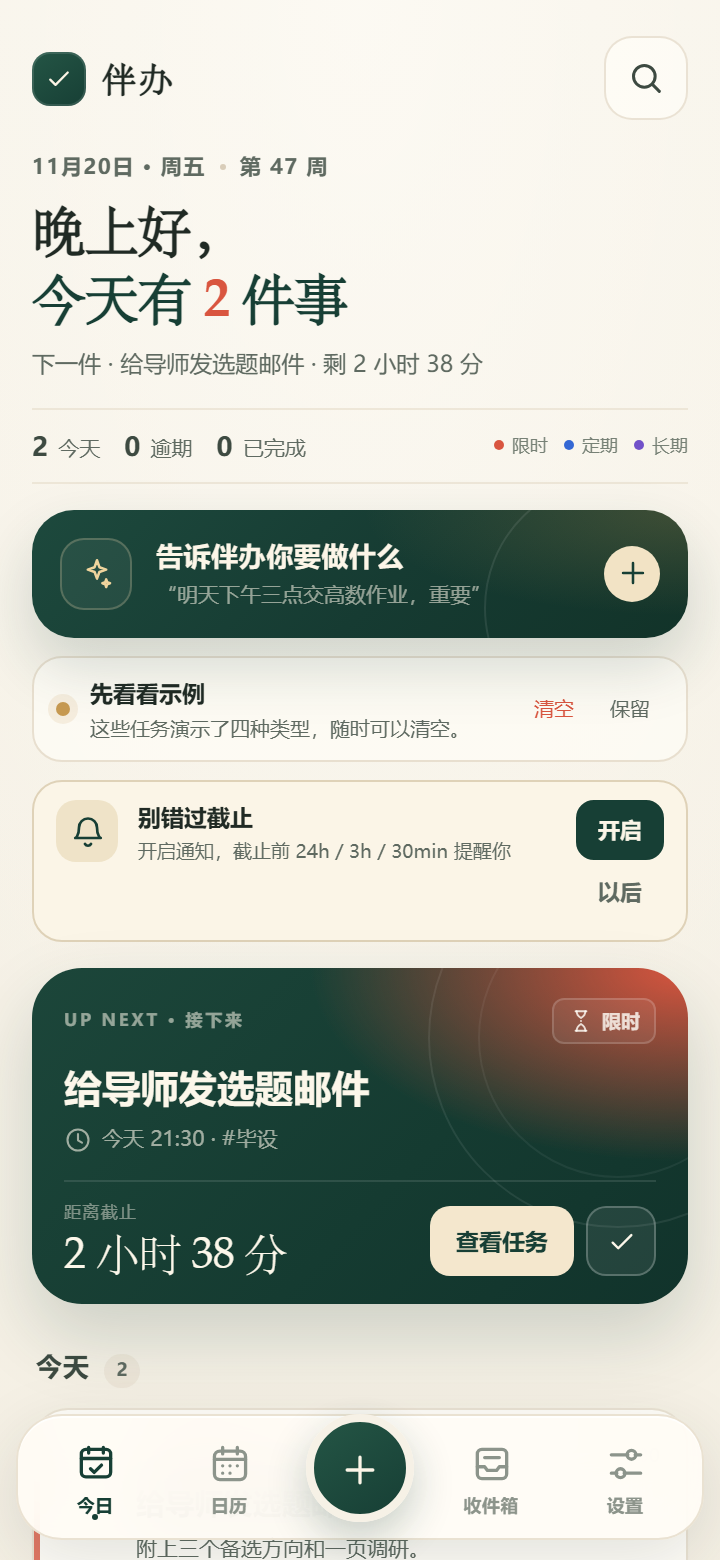 伴办
11月20日 • 周五 • 第 47 周
晚上好，
今天有 2 件事
下一件 · 给导师发选题邮件 · 剩 2 小时 38 分
2 今天 0 逾期 0 已完成
限时 定期 长期
告诉伴办你要做什么
“明天下午三点交高数作业，重要”
先看看示例
这些任务演示了四种类型，随时可以清空。
清空 保留
别错过截止
开启通知，截止前 24h / 3h / 30min 提醒你
开启
以后
UP NEXT • 接下来
限时
给导师发选题邮件
今天 21:30 · #毕设
距离截止
2 小时 38 分
查看任务
今天 2
今日 日历 收件箱 设置
附上三个备选方向和一页调研。